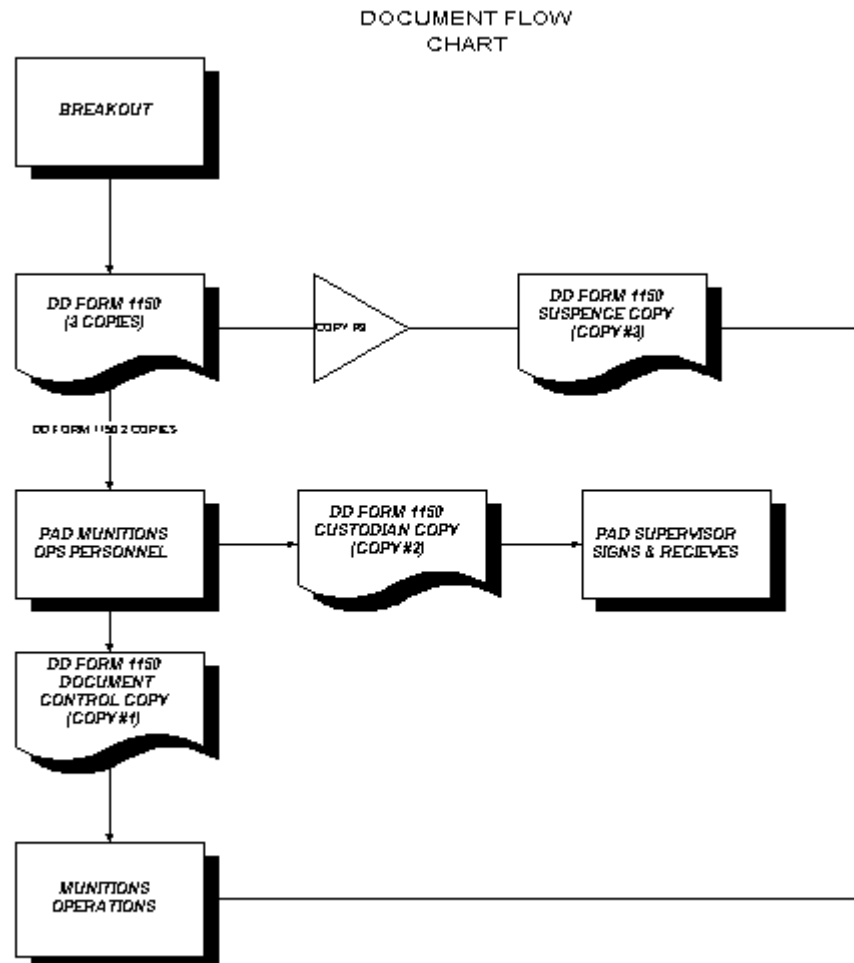 DOCUMENT FLOW
CHART
BREAKOUT
DD FORM 1150
(3 COPIES)
COPY #3
DD FORM 1150
SUSPENCE COPY
(COPY #3)
DD FORM 1150 2 COPIES
PAD MUNITIONS
OPS PERSONNEL
DD FORM 1150
CUSTODIAN COPY
(COPY #2)
PAD SUPERVISOR
SIGNS & RECIEVES
DD FORM 1150
DOCUMENT
CONTROL COPY
(COPY #1)
MUNITIONS
OPERATIONS